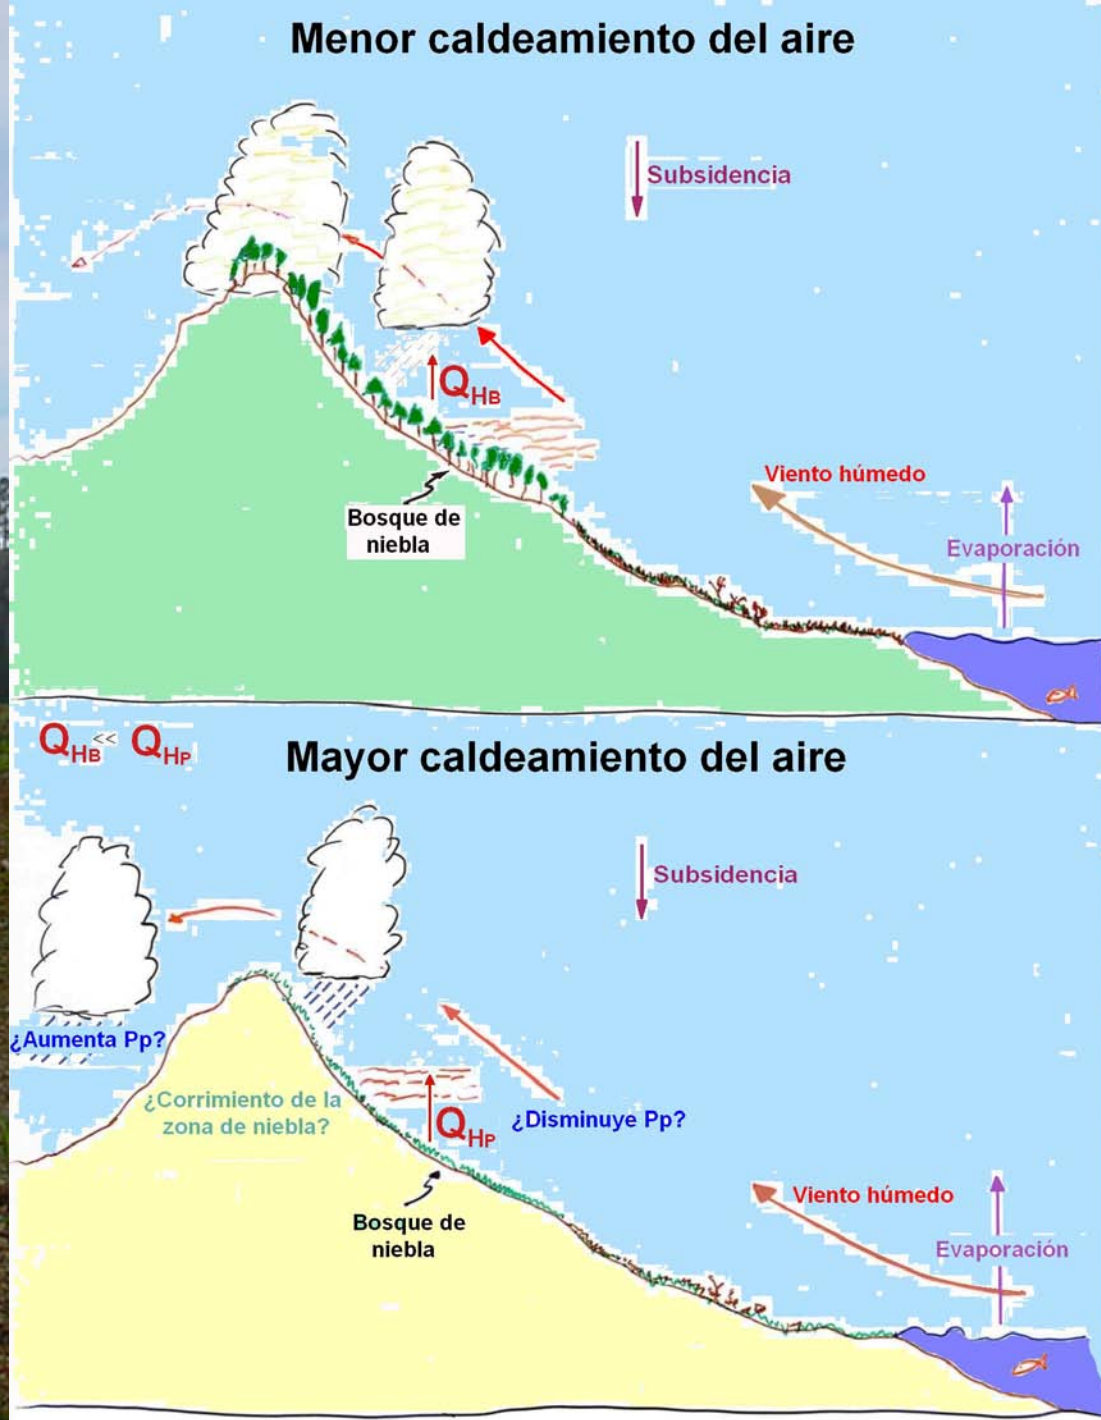 Menor caldeamiento del aire
Subsidencia
QHB
Viento húmedo
Bosque de
niebla
Evaporación
QHB << QHP
Mayor caldeamiento del aire
Subsidencia
¿Aumenta Pp?
¿Corrimiento de la
zona de niebla?
QHP
¿Disminuye Pp?
Viento húmedo
Bosque de
niebla
Evaporación